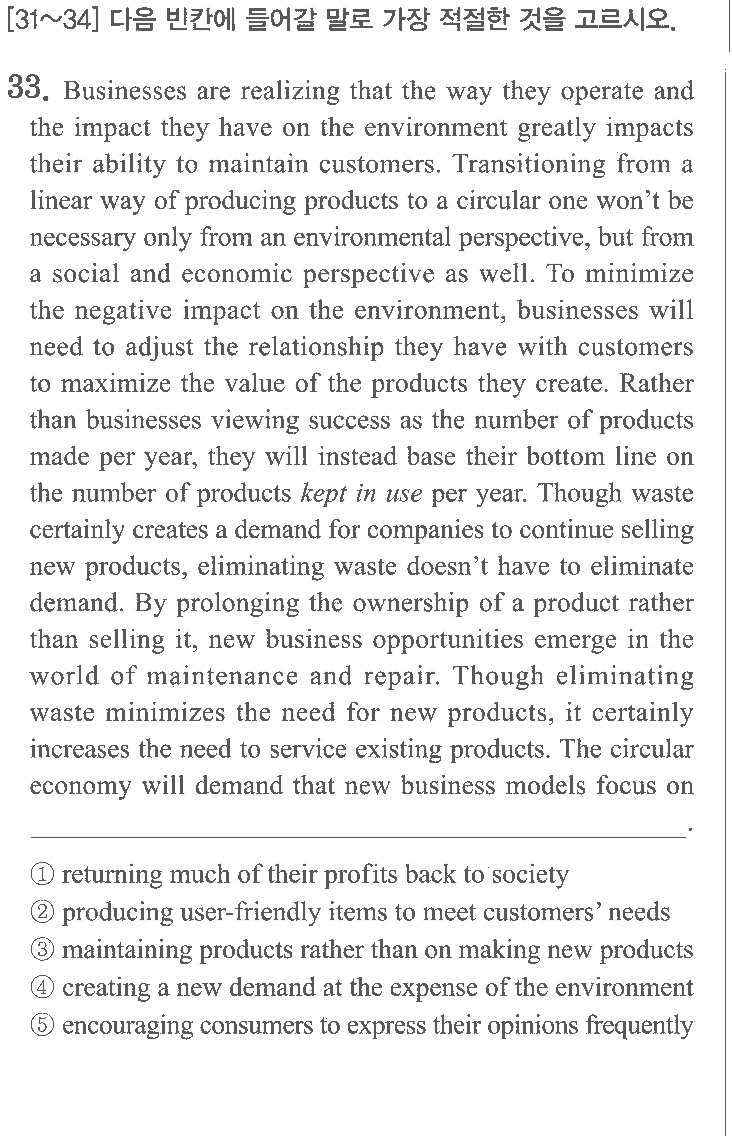 [31~34] 다음 빈칸에 들어갈 말로 가장 적절한 것을 고르시오.
33. Businesses are realizing that the way they operate and
the impact they have on the environment greatly impacts
their ability to maintain customers. Transitioning from a
linear way of producing products to a circular one won't be
necessary only from an environmental perspective, but from
a social and economic perspective as well. To minimize
the negative impact on the environment, businesses will
need to adjust the relationship they have with customers
to maximize the value of the products they create. Rather
than businesses viewing success as the number of products
made per year, they will instead base their bottom line on
the number of products kept in use per year. Though waste
certainly creates a demand for companies to continue selling
new products, eliminating waste doesn't have to eliminate
demand. By prolonging the ownership of a product rather
than selling it, new business opportunities emerge in the
world of maintenance and repair. Though eliminating
waste minimizes the need for new products, it certainly
increases the need to service existing products. The circular
economy will demand that new business models focus on
.
① returning much of their profits back to society
② producing user-friendly items to meet customers' needs
③ maintaining products rather than on making new products
④ creating a new demand at the expense of the environment
⑤ encouraging consumers to express their opinions frequently